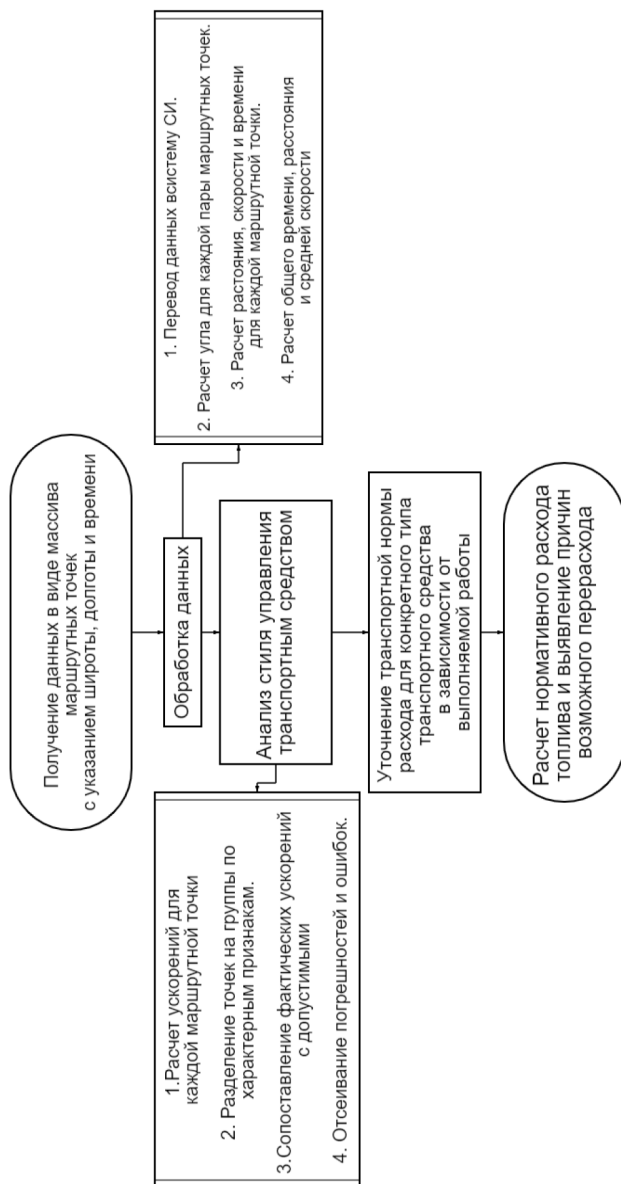 Получение данных в виде массива
маршрутных точек
с указанием широты, долготы и времени
Обработка данных
1. Перевод данных всистему СИ.
2. Расчет угла для каждой пары маршрутных точек.
3. Расчет растояния, скорости и времени
для каждой маршрутной точки.
4. Расчет общего времени, расстояния
и средней скорости
Анализ стиля управления
транспортным средством
1.Расчет ускорений для
каждой маршрутной точки
2. Разделение точек на группы по
характерным признакам.
3.Сопоставление фактических ускорений
с допустимыми
4. Отсеивание погрешностей и ошибок.
Уточнение транспортной нормы
расхода для конкретного типа
транспортного средства
в зависимости от
выполняемой работы
Расчет нормативного расхода
топлива и выявление причин
возможного перерасхода